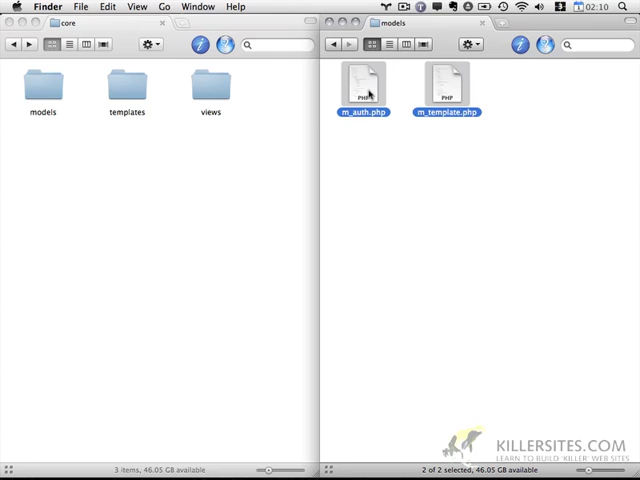 Finder File Edit View Go Window Help 02:10
core
models
models
templates
views
PHP
PHP
m_auth.php
m_template.php
KILLERSITES.COM
LEARN TO BUILD 'KILLER' WEB SITES
3 items, 46.05 GB available
2 of 2 selected, 46.05 GB available